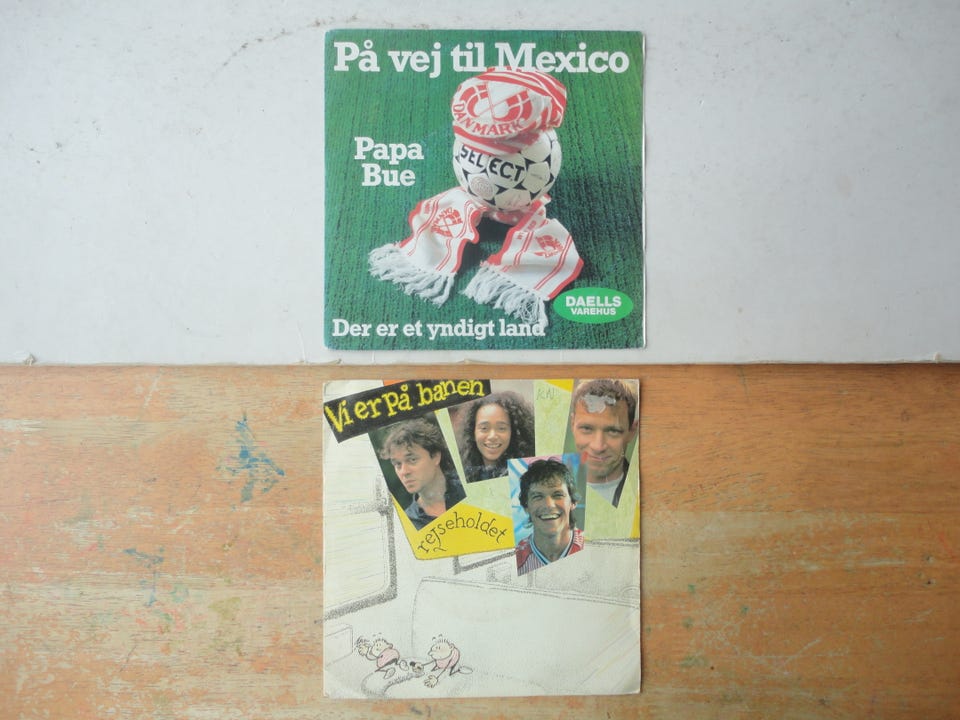 På vej til Mexico
DANMARK
SELECT
Papa
Bue
DAELLS
VAREHUS
Der er et yndigt land
Vi er på banen
KN
rejseholdet